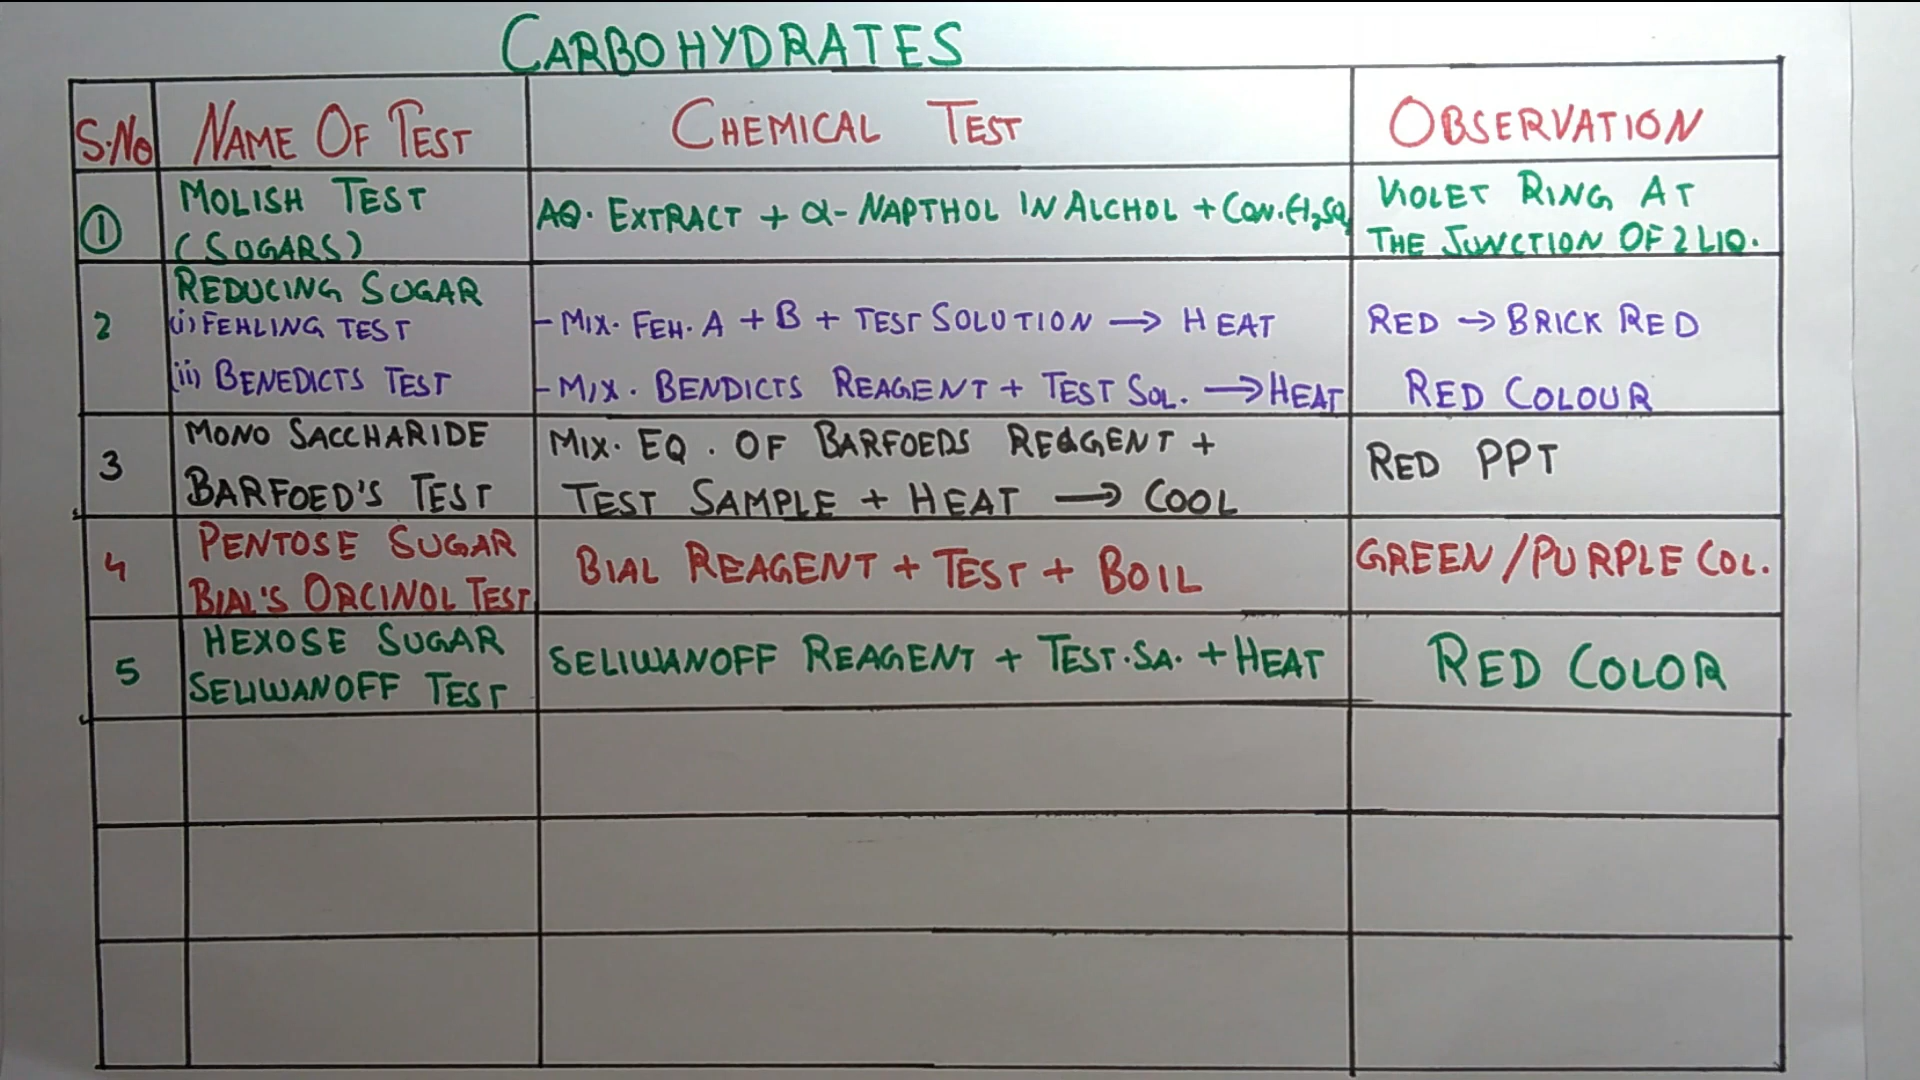 CARBOHYDRATES
S.No NAME OF TEST CHEMICAL TEST OBSERVATION
① MOLISH TEST (SOGARS) AQ. EXTRACT + α- NAPTHOL IN ALCHOL + CON. H2SO4 VIOLET RING AT THE JUNCTION OF 2 LIQ.
2 REDUCING SUGAR
(i) FEHLING TEST - MIX. FEH. A + B + TEST SOLUTION → HEAT RED → BRICK RED
(ii) BENEDICTS TEST - MIX. BENDICTS REAGENT + TEST SOL. → HEAT RED COLOUR
3 MONO SACCHARIDE BARFOED'S TEST MIX. EQ. OF BARFOEDS REAGENT + TEST SAMPLE + HEAT → COOL RED PPT
4 PENTOSE SUGAR BIAL'S ORCINOL TEST BIAL REAGENT + TEST + BOIL GREEN/PURPLE COL.
5 HEXOSE SUGAR SELIWANOFF TEST SELIWANOFF REAGENT + TEST.SA. + HEAT RED COLOR